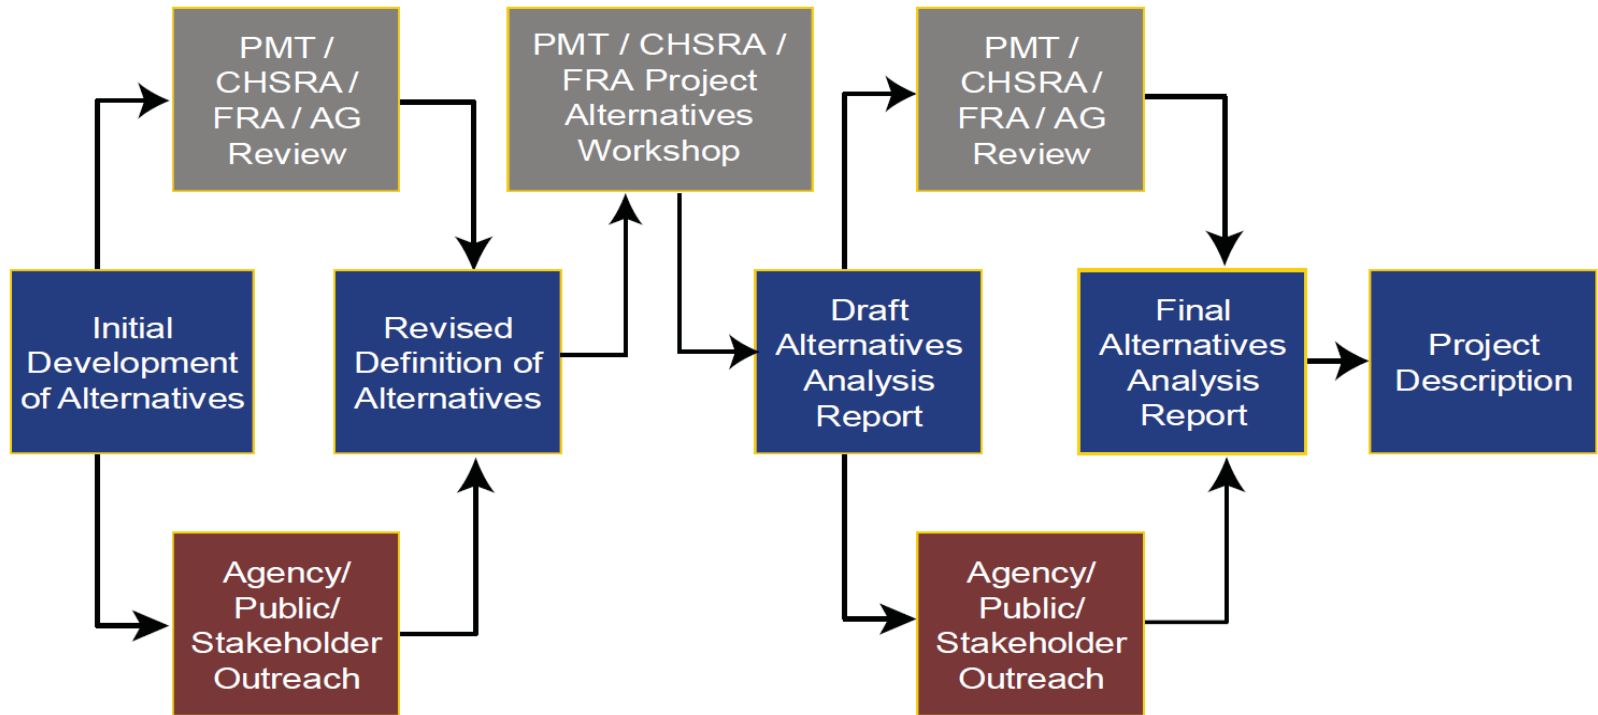 PMT /
CHSRA /
FRA / AG
Review
PMT / CHSRA /
FRA Project
Alternatives
Workshop
PMT /
CHSRA /
FRA / AG
Review
Initial
Development
of Alternatives
Revised
Definition of
Alternatives
Draft
Alternatives
Analysis
Report
Final
Alternatives
Analysis
Report
Project
Description
Agency/
Public/
Stakeholder
Outreach
Agency/
Public/
Stakeholder
Outreach